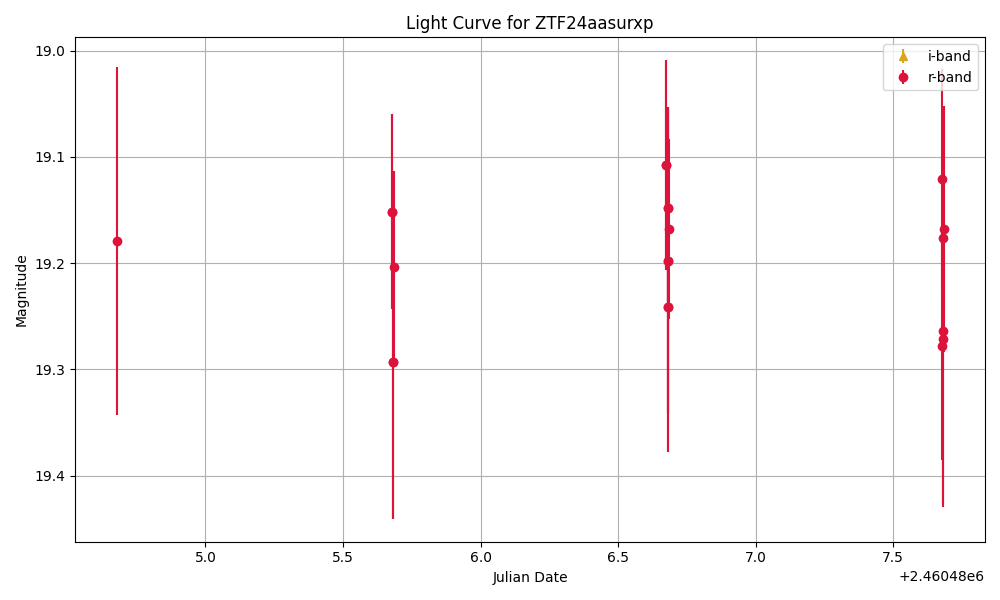 Light Curve for ZTF24aasurxp
i-band
r-band
Magnitude
19.0
19.1
19.2
19.3
19.4
5.0 5.5 6.0 6.5 7.0 7.5
+2.46048e6
Julian Date